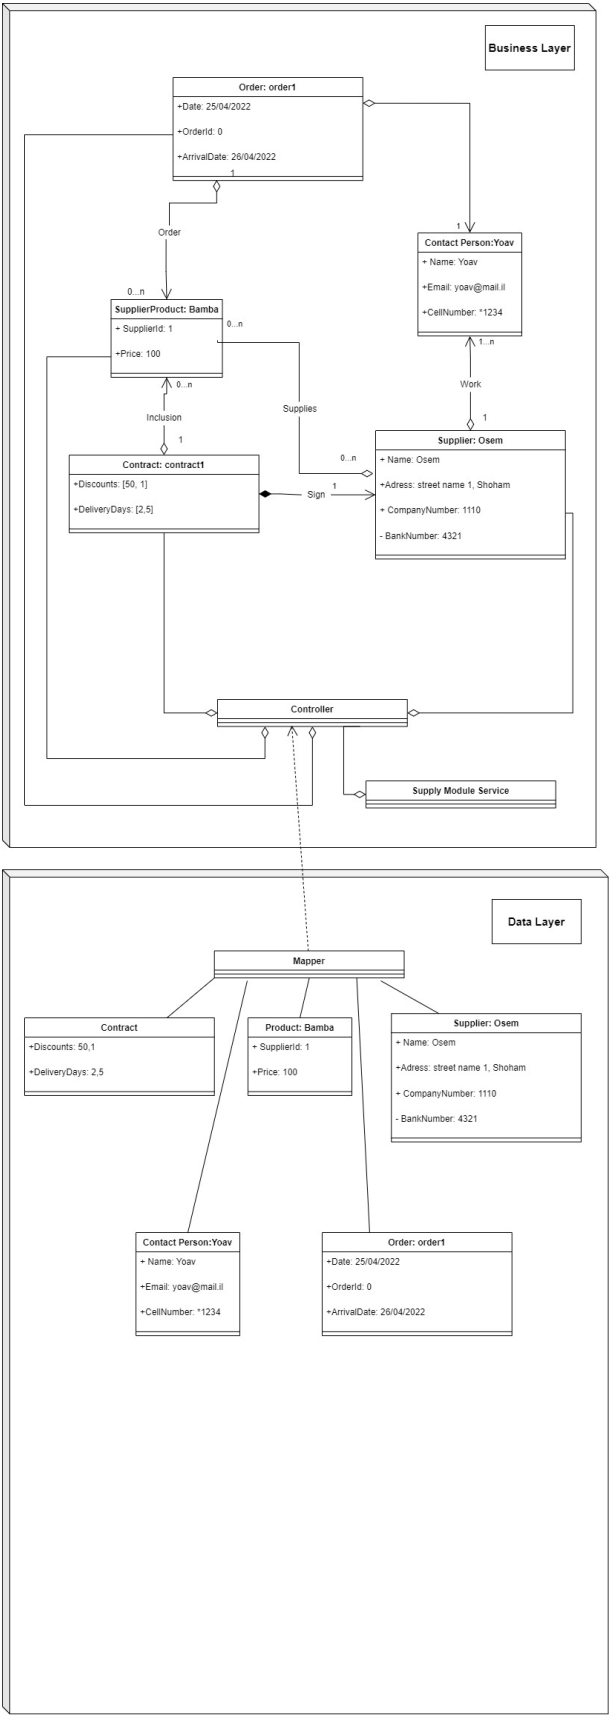 Business Layer
Order: order1
+Date: 25/04/2022
+OrderId: 0
+ArrivalDate: 26/04/2022
1
Order
0...n
1
Contact Person:Yoav
+ Name: Yoav
+Email: yoav@mail.il
+CellNumber: *1234
1...n
SupplierProduct: Bamba
+ SupplierId: 1
+Price: 100
0...n
0...n
Inclusion
1
Supplies
Work
1
0...n
Contract: contract1
+Discounts: [50, 1]
+DeliveryDays: [2,5]
Sign
1
Supplier: Osem
+ Name: Osem
+Adress: street name 1, Shoham
+ CompanyNumber: 1110
- BankNumber: 4321
Controller
Supply Module Service
Data Layer
Mapper
Contract
+Discounts: 50,1
+DeliveryDays: 2,5
Product: Bamba
+ SupplierId: 1
+Price: 100
Supplier: Osem
+ Name: Osem
+Adress: street name 1, Shoham
+ CompanyNumber: 1110
- BankNumber: 4321
Contact Person:Yoav
+ Name: Yoav
+Email: yoav@mail.il
+CellNumber: *1234
Order: order1
+Date: 25/04/2022
+OrderId: 0
+ArrivalDate: 26/04/2022